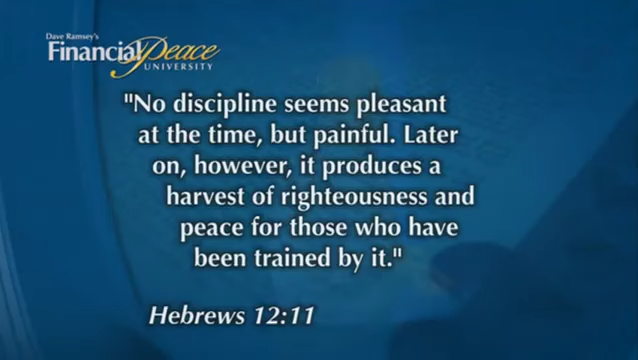 Dave Ramsey's
Financial Peace
UNIVERSITY
"No discipline seems pleasant
at the time, but painful. Later
on, however, it produces a
harvest of righteousness and
peace for those who have
been trained by it."
Hebrews 12:11